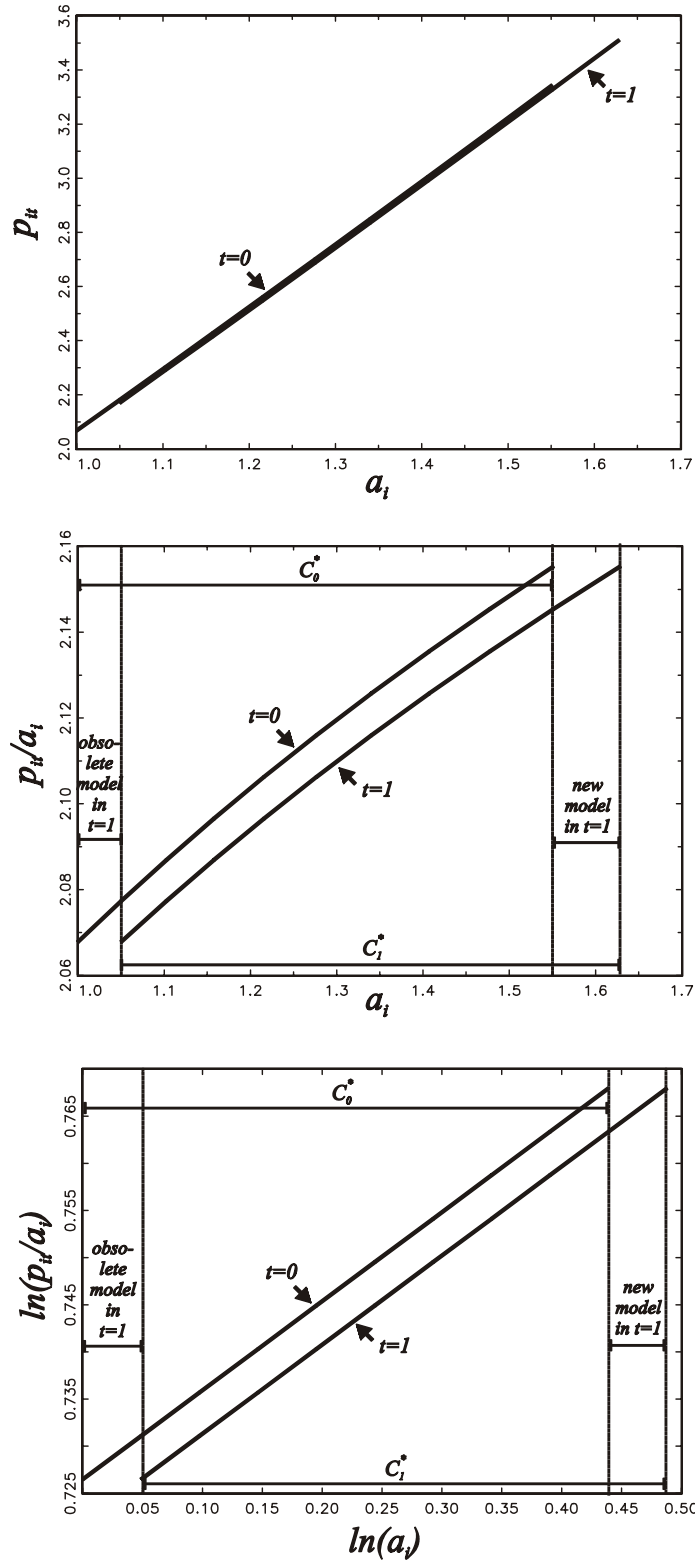 3.6
3.4
3.2
3.0
2.8
2.6
2.4
2.2
2.0
p_it
t=0
t=1
1.0 1.1 1.2 1.3 1.4 1.5 1.6 1.7
a_i
2.16
2.14
2.12
2.10
2.08
2.06
p_it/a_i
C_0^*
t=0
t=1
obso-
lete
model
in
t=1
new
model
in t=1
C_1^*
1.0 1.1 1.2 1.3 1.4 1.5 1.6 1.7
a_i
0.765
0.755
0.745
0.735
0.725
ln(p_it/a_i)
C_0^*
obso-
lete
model
in
t=1
t=0
t=1
new
model
in t=1
C_1^*
0.05 0.10 0.15 0.20 0.25 0.30 0.35 0.40 0.45 0.50
ln(a_i)